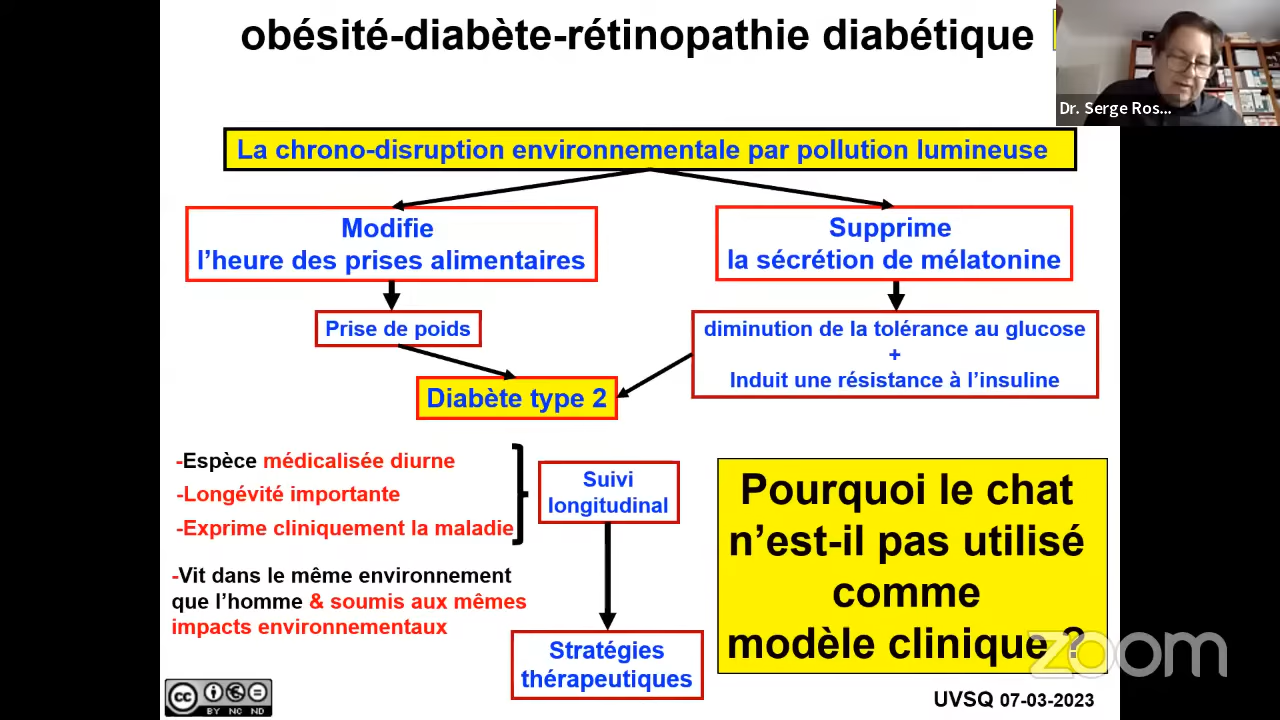 obésité-diabète-rétinopathie diabétique
Dr. Serge Ros...
La chrono-disruption environnementale par pollution lumineuse
Modifie
l’heure des prises alimentaires
Supprime
la sécrétion de mélatonine
Prise de poids
diminution de la tolérance au glucose
+
Induit une résistance à l’insuline
Diabète type 2
-Espèce médicalisée diurne
-Longévité importante
-Exprime cliniquement la maladie
Suivi
longitudinal
-Vit dans le même environnement
que l’homme & soumis aux mêmes
impacts environnementaux
Stratégies
thérapeutiques
Pourquoi le chat
n’est-il pas utilisé
comme
modèle clinique ?
zoom
cc
BY NC ND
UVSQ 07-03-2023